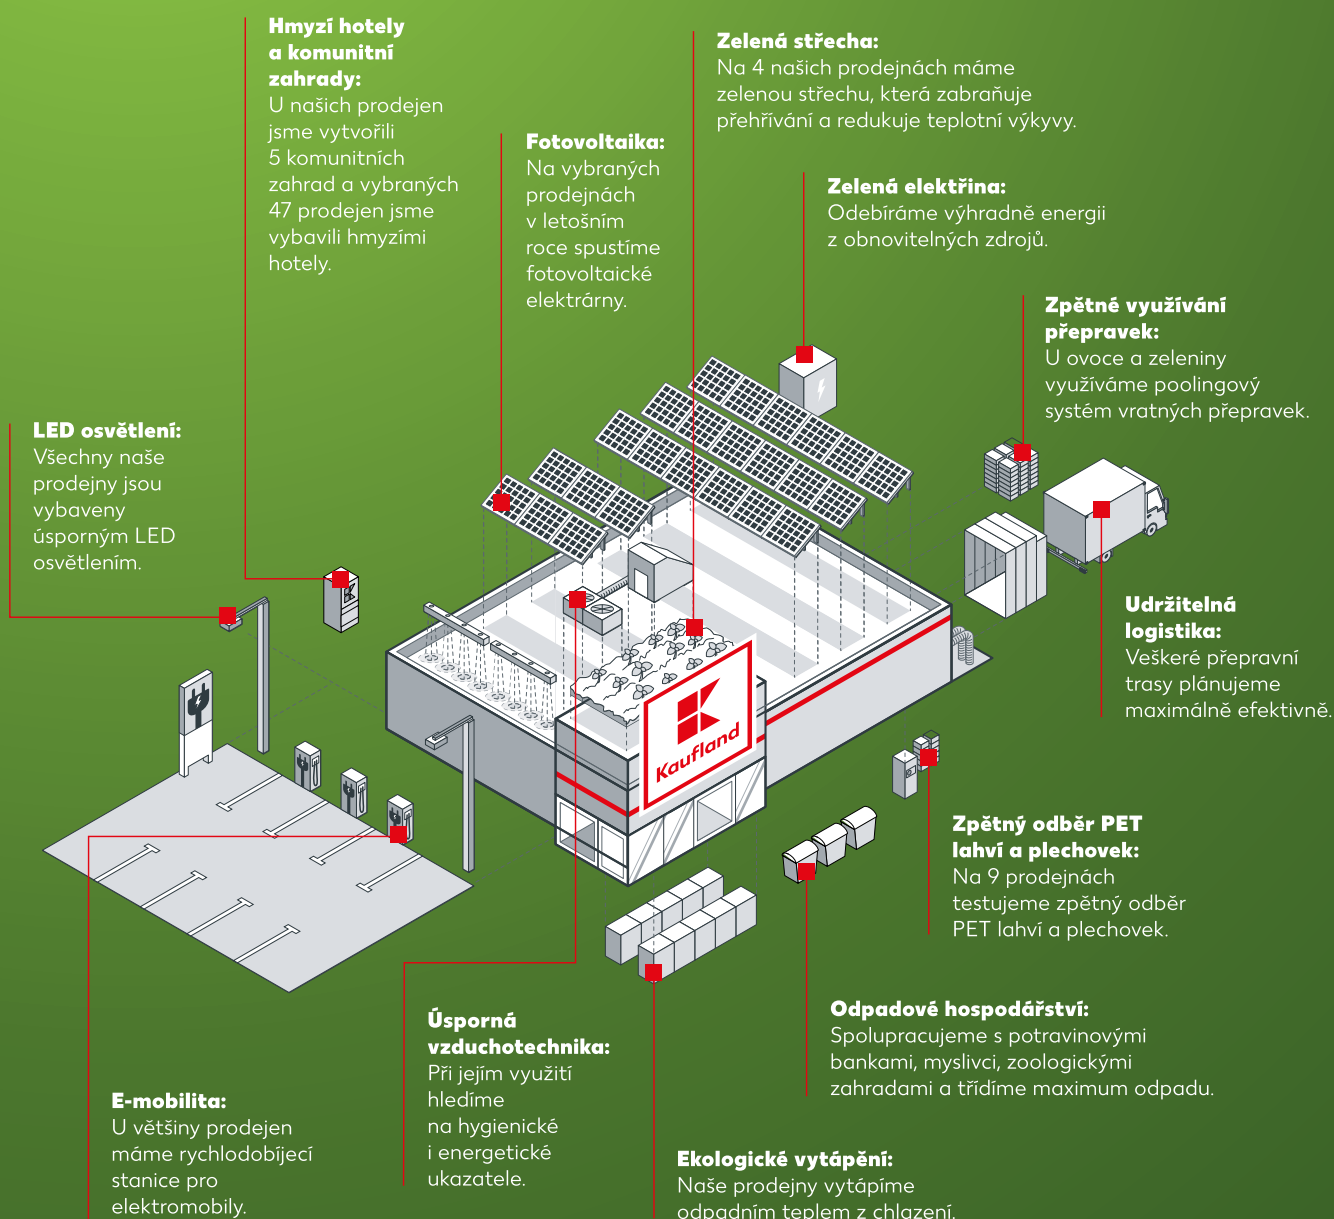 Hmyzí hotely
a komunitní
zahrady:
U našich prodejen
jsme vytvořili
5 komunitních
zahrad a vybraných
47 prodejen jsme
vybavili hmyzími
hotely.
Fotovoltaika:
Na vybraných
prodejnách
v letošním
roce spustíme
fotovoltaické
elektrárny.
Zelená střecha:
Na 4 našich prodejnách máme
zelenou střechu, která zabraňuje
přehřívání a redukuje teplotní výkyvy.
Zelená elektřina:
Odebíráme výhradně energii
z obnovitelných zdrojů.
Zpětné využívání
přepravek:
U ovoce a zeleniny
využíváme poolingový
systém vratných přepravek.
LED osvětlení:
Všechny naše
prodejny jsou
vybaveny
úsporným LED
osvětlením.
Udržitelná
logistika:
Veškeré přepravní
trasy plánujeme
maximálně efektivně.
Kaufland
Zpětný odběr PET
lahví a plechovek:
Na 9 prodejnách
testujeme zpětný odběr
PET lahví a plechovek.
Odpadové hospodářství:
Spolupracujeme s potravinovými
bankami, myslivci, zoologickými
zahradami a třídíme maximum odpadu.
Úsporná
vzduchotechnika:
Při jejím využití
hledíme
na hygienické
i energetické
ukazatele.
E-mobilita:
U většiny prodejen
máme rychlodobíjecí
stanice pro
elektromobily.
Ekologické vytápění:
Naše prodejny vytápíme
odpadním teplem z chlazení.